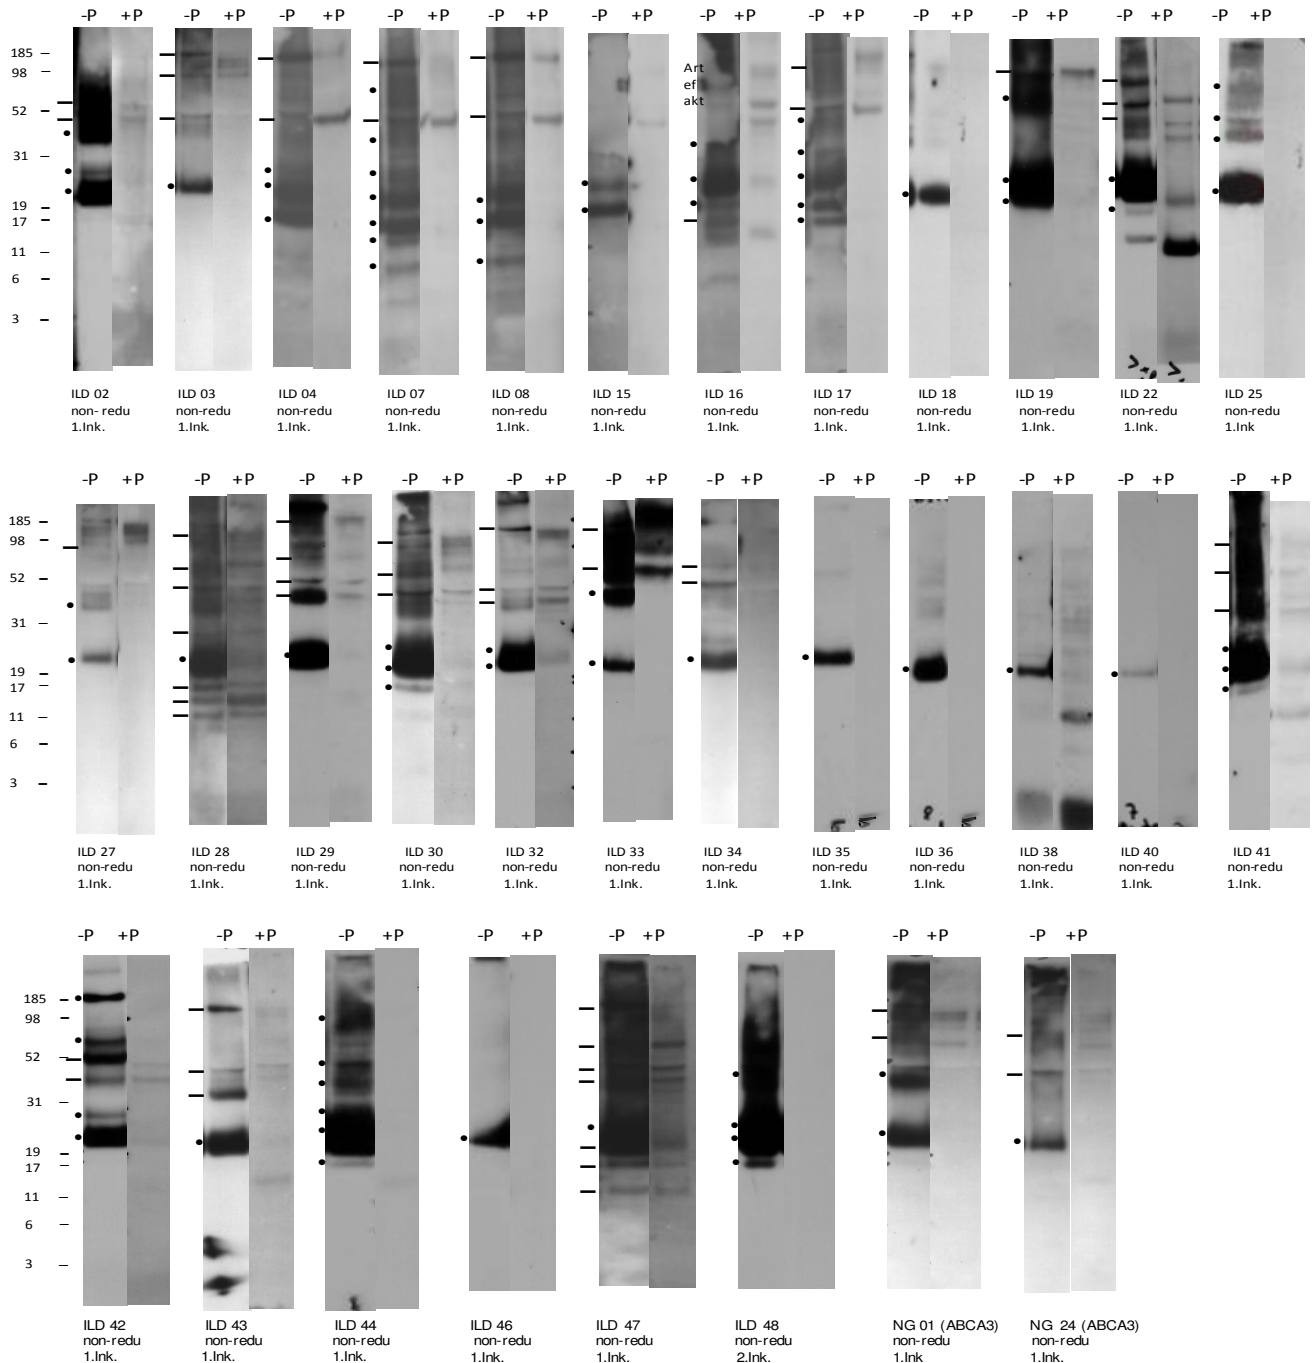 -P +P -P +P -P +P -P +P -P +P -P +P -P +P -P +P -P +P -P +P -P +P -P +P
185
98
52
31
19
17
11
6
3
Art
ef
akt
ILD 02 ILD 03 ILD 04 ILD 07 ILD 08 ILD 15 ILD 16 ILD 17 ILD 18 ILD 19 ILD 22 ILD 25
non- redu non-redu non-redu non-redu non-redu non-redu non-redu non-redu non-redu non-redu non-redu non-redu
1.Ink. 1.Ink. 1.Ink. 1.Ink. 1.Ink. 1.Ink. 1.Ink. 1.Ink. 1.Ink. 1.Ink. 1.Ink. 1.Ink
-P +P -P +P -P +P -P +P -P +P -P +P -P +P -P +P -P +P -P +P -P +P -P +P
185
98
52
31
19
17
11
6
3
ILD 27 ILD 28 ILD 29 ILD 30 ILD 32 ILD 33 ILD 34 ILD 35 ILD 36 ILD 38 ILD 40 ILD 41
non-redu non-redu non-redu non-redu non-redu non-redu non-redu non-redu non-redu non-redu non-redu non-redu
1.Ink. 1.Ink. 1.Ink. 1.Ink. 1.Ink. 1.Ink. 1.Ink. 1.Ink. 1.Ink. 1.Ink. 1.Ink. 1.Ink.
-P +P -P +P -P +P -P +P -P +P -P +P -P +P -P +P
185
98
52
31
19
17
11
6
3
ILD 42 ILD 43 ILD 44 ILD 46 ILD 47 ILD 48 NG 01 (ABCA3) NG 24 (ABCA3)
non-redu non-redu non-redu non-redu non-redu non-redu non-redu non-redu
1.Ink. 1.Ink. 1.Ink. 1.Ink. 1.Ink. 2.Ink. 1.Ink 1.Ink.